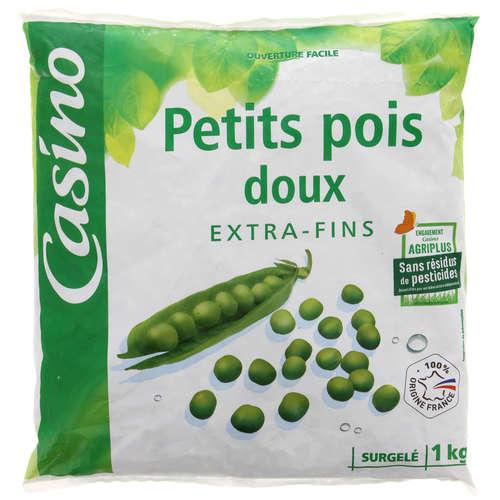 OUVERTURE FACILE
Casino
Petits pois
doux
EXTRA-FINS
ENGAGEMENT
Casino
AGRIPLUS
Sans résidus
de pesticides
100%
ORIGINE FRANCE
SURGELÉ
1 kg